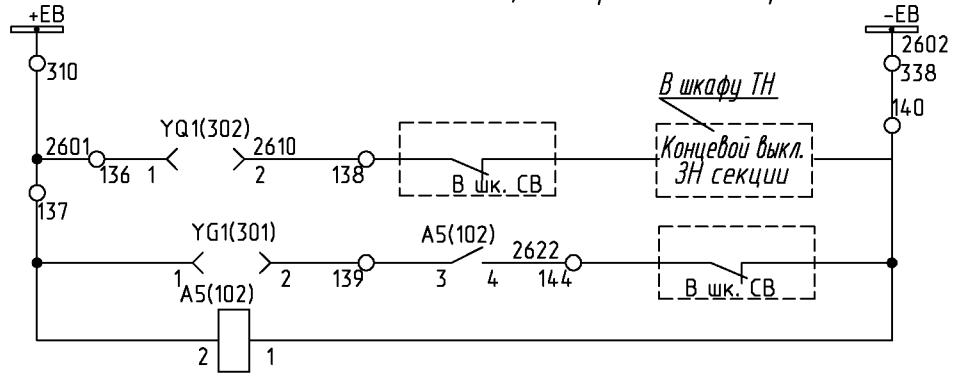 +ЕВ
-ЕВ
310
2602
338
В шкафу ТН
140
2601
YQ1(302)
2610
136
1
2
138
В шк. СВ
Концевой выкл.
ЗН секции
137
YG1(301)
A5(102)
2622
1
2
139
3
4
144
В шк. СВ
A5(102)
2
1